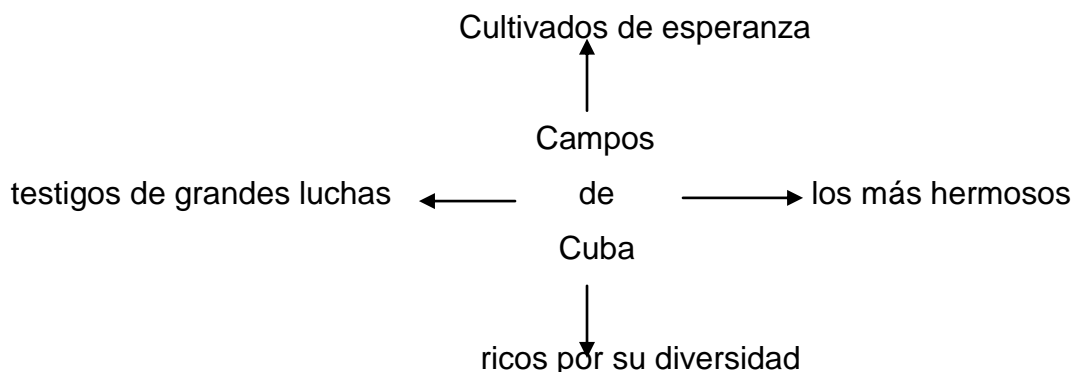 Cultivados de esperanza
Campos
testigos de grandes luchas de los más hermosos
Cuba
ricos por su diversidad